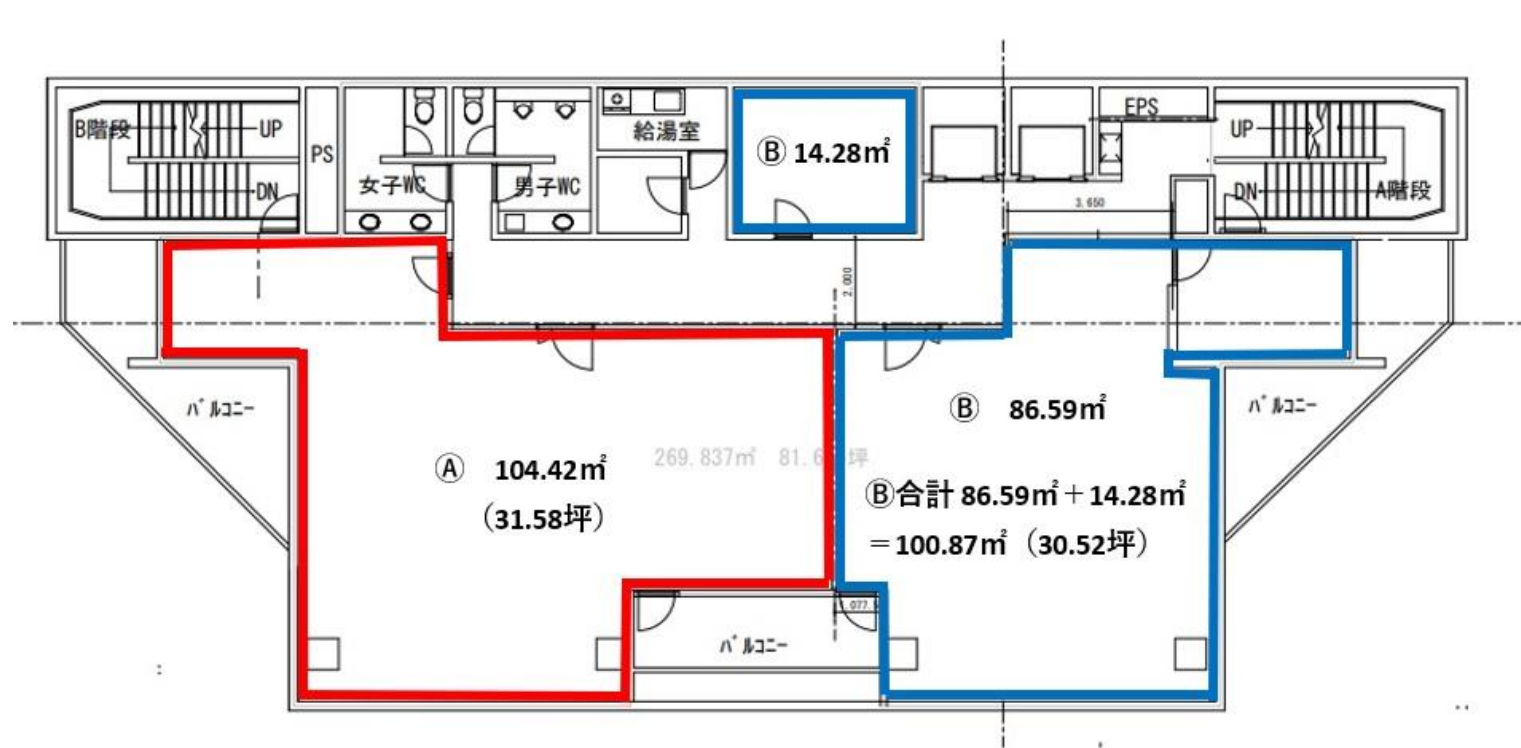 EPS
B階段
UP
PS
給湯室
Ⓑ 14.28㎡
UP
女子WC
男子WC
DN
3.650
DN
A階段
2.000
バルコニー
バルコニー
Ⓑ 86.59㎡
Ⓐ 104.42㎡
(31.58坪)
269.837㎡ 81.6
坪
Ⓑ合計 86.59㎡+14.28㎡
=100.87㎡(30.52坪)
バルコニー